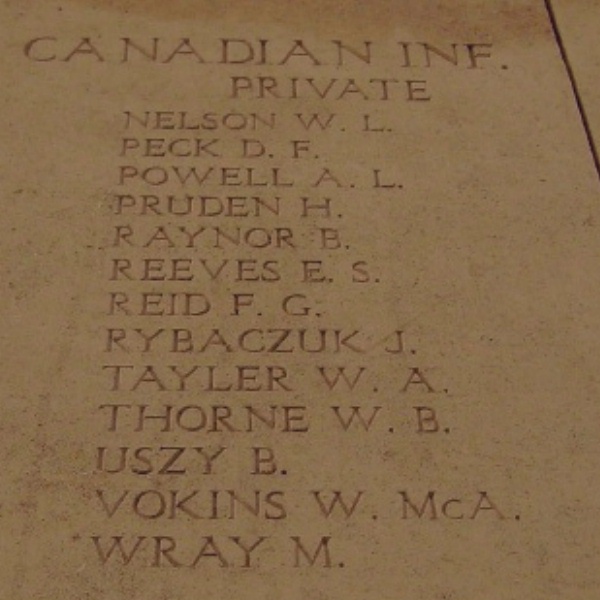 CANADIAN INF.
PRIVATE
NELSON W. L.
PECK D. F.
POWELL A. L.
PRUDEN H.
RAYNOR B.
REEVES E. S.
REID F. G.
RYBACZUK J.
TAYLER W. A.
THORNE W. B.
USZY B.
VOKINS W. McA.
WRAY M.